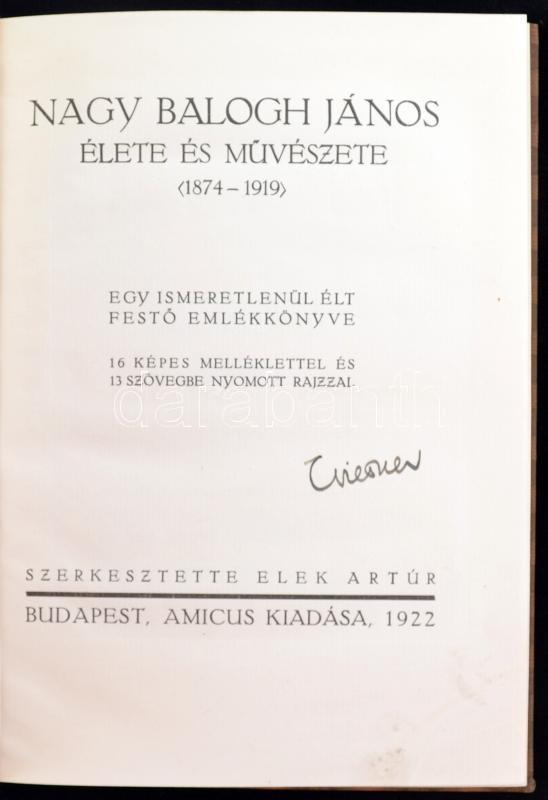 NAGY BALOGH JÁNOS
ÉLETE ÉS MŰVÉSZETE
(1874 – 1919)
EGY ISMERETLENÜL ÉLT
FESTŐ EMLÉKKÖNYVE
16 KÉPES MELLÉKLETTEL ÉS
13 SZÖVEGBE NYOMOTT RAJZZAL
darabanth
SZERKESZTETTE ELEK ARTÚR
BUDAPEST, AMICUS KIADÁSA, 1922